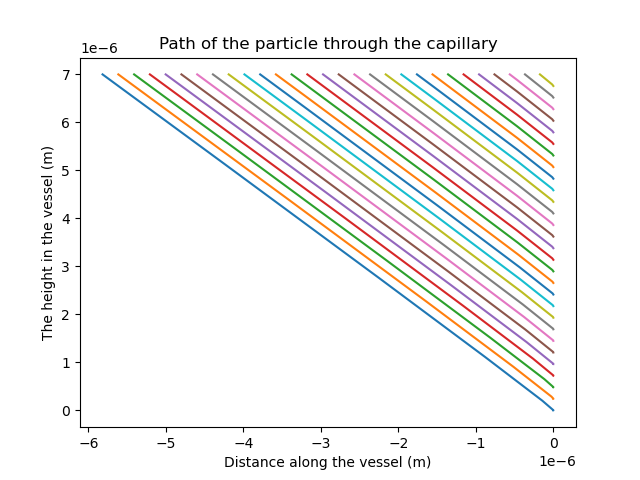 Path of the particle through the capillary
1e−6
7
6
5
4
3
2
1
0
The height in the vessel (m)
−6 −5 −4 −3 −2 −1 0
Distance along the vessel (m)
1e−6